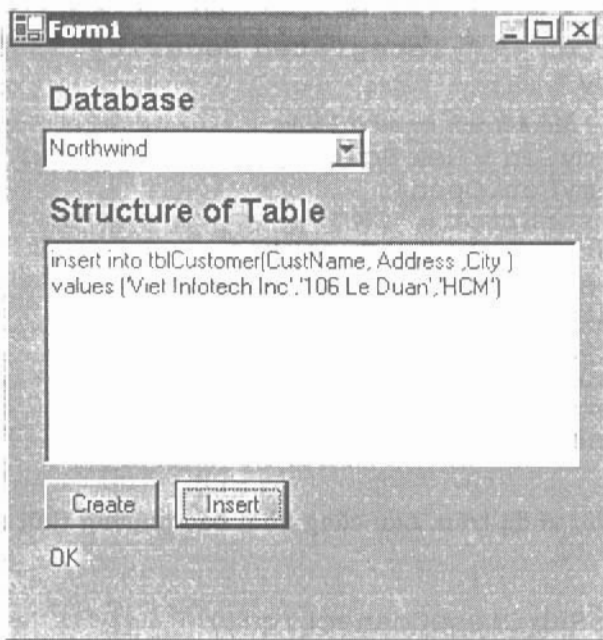 Form1
Database
Northwind
Structure of Table
insert into tblCustomer(CustName, Address ,City )
values ('Viet Infotech Inc','106 Le Duan','HCM')
Create Insert
OK